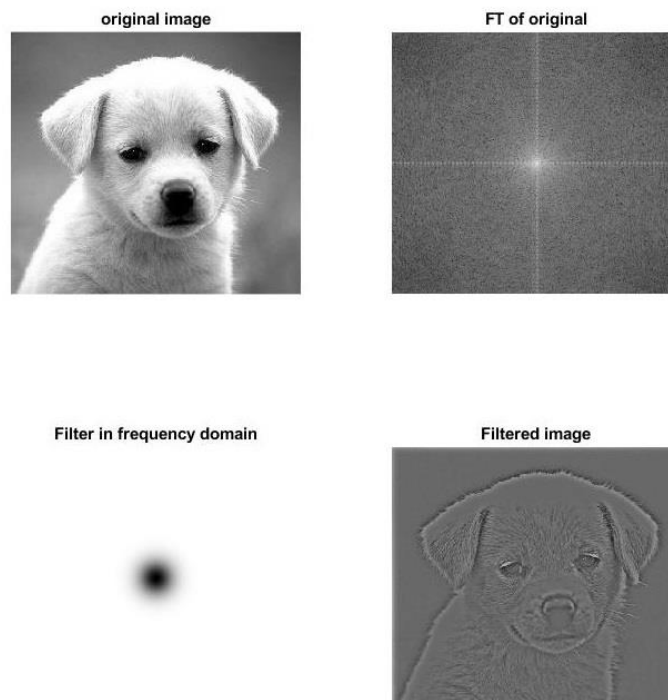 original image
FT of original
Filter in frequency domain
Filtered image